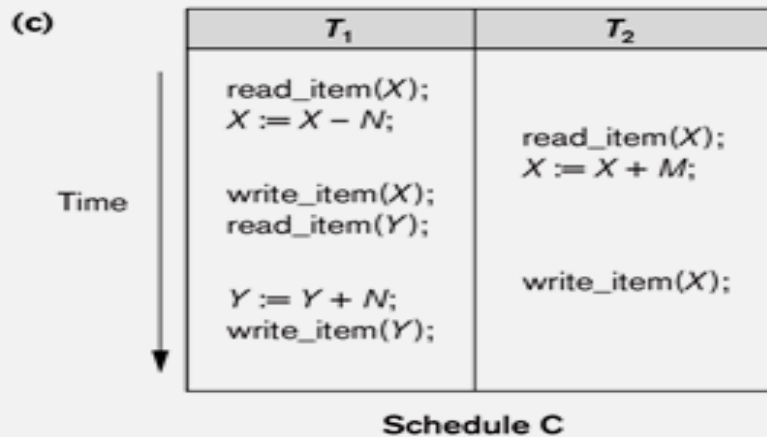 (c)
T₁ T₂
read_item(X);
X := X – N;
read_item(X);
X := X + M;
Time
write_item(X);
read_item(Y);
write_item(X);
Y := Y + N;
write_item(Y);
Schedule C